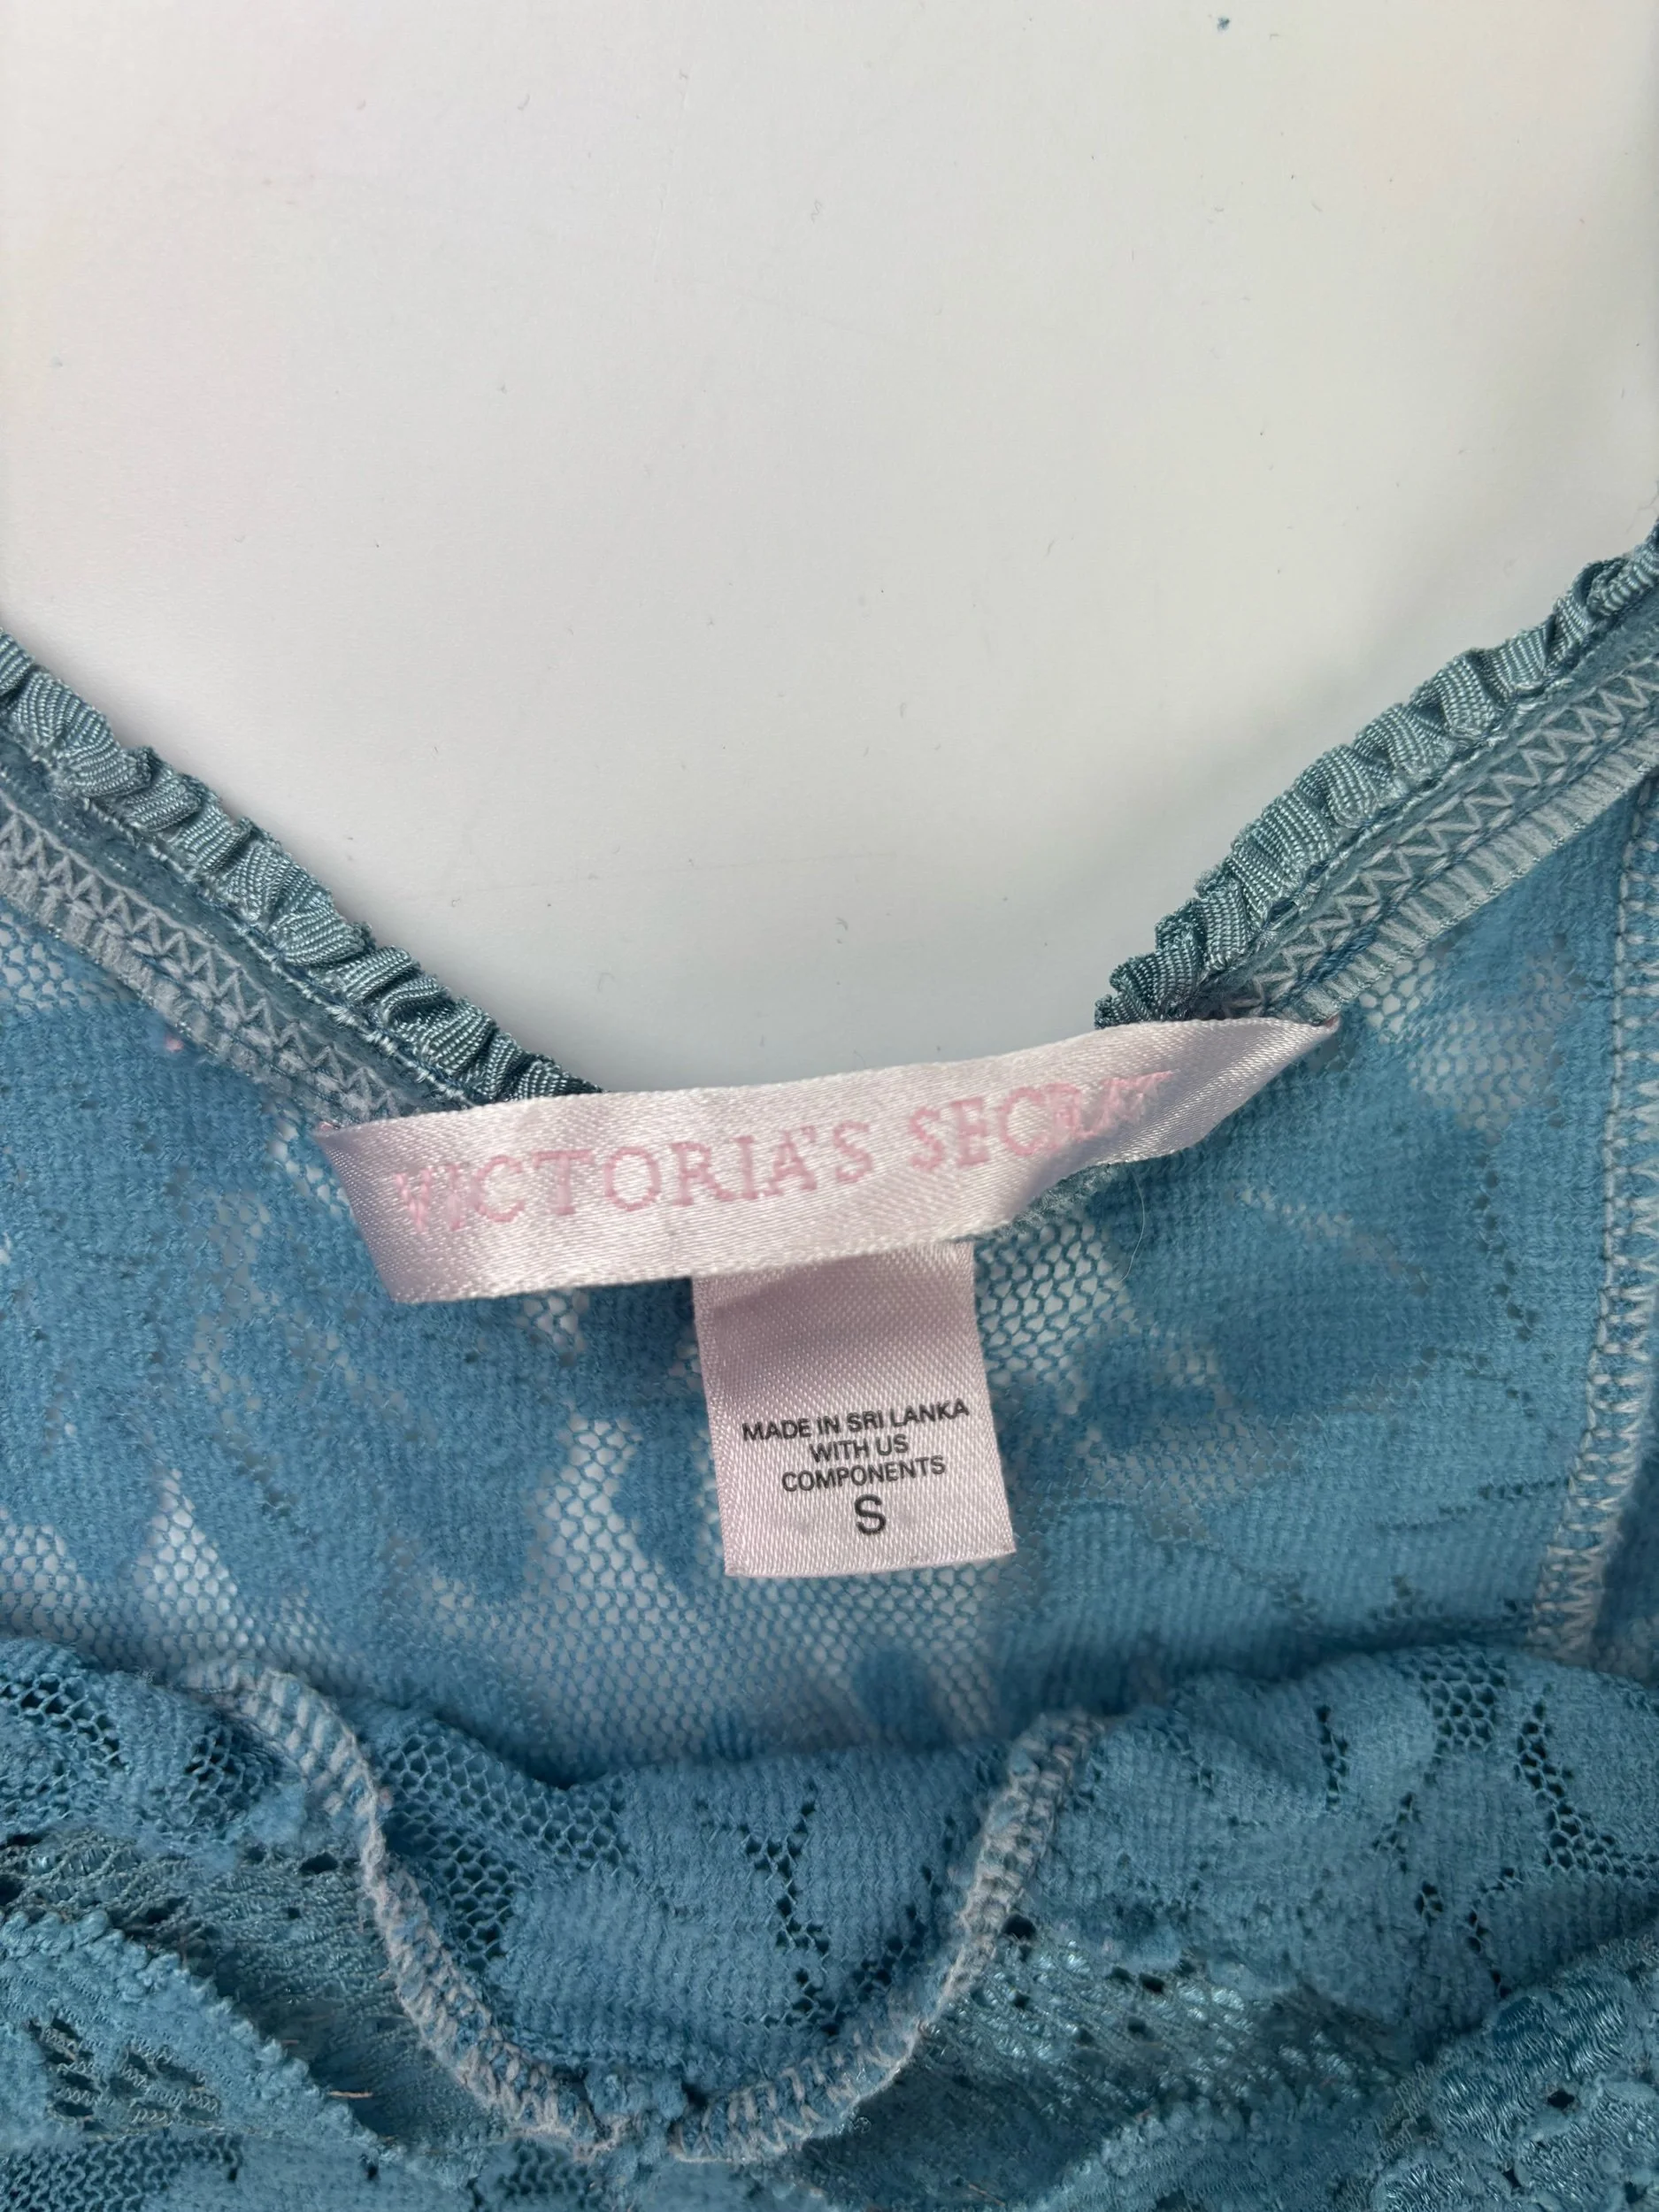 VICTORIA'S SECRET
MADE IN SRI LANKA
WITH US
COMPONENTS
S